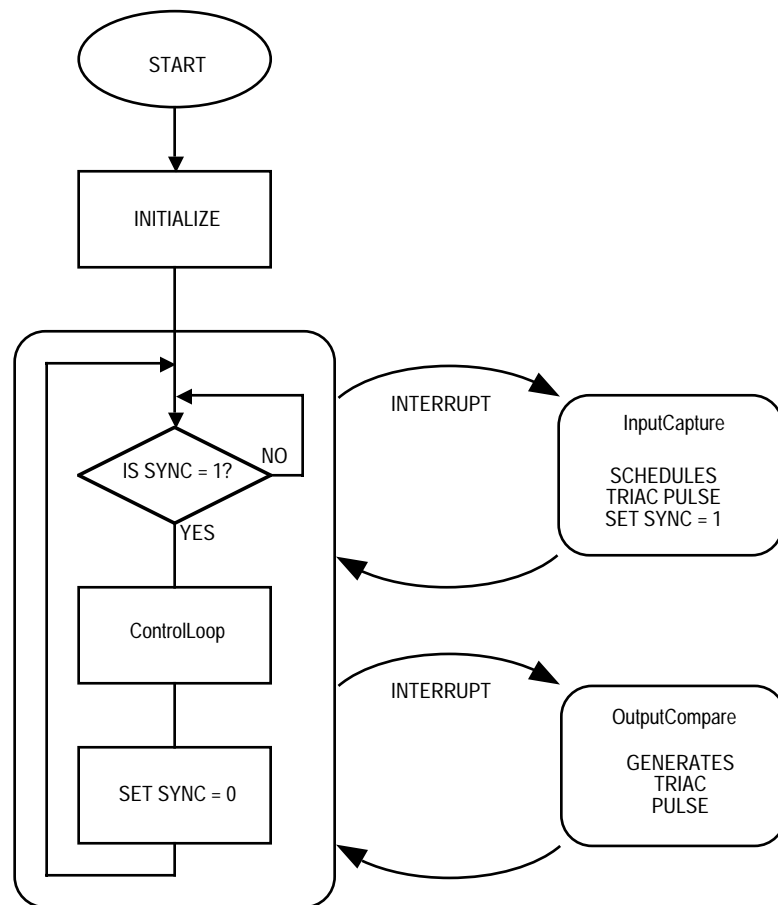 START
INITIALIZE
IS SYNC = 1?
NO
YES
ControlLoop
SET SYNC = 0
INTERRUPT
InputCapture
SCHEDULES
TRIAC PULSE
SET SYNC = 1
INTERRUPT
OutputCompare
GENERATES
TRIAC
PULSE